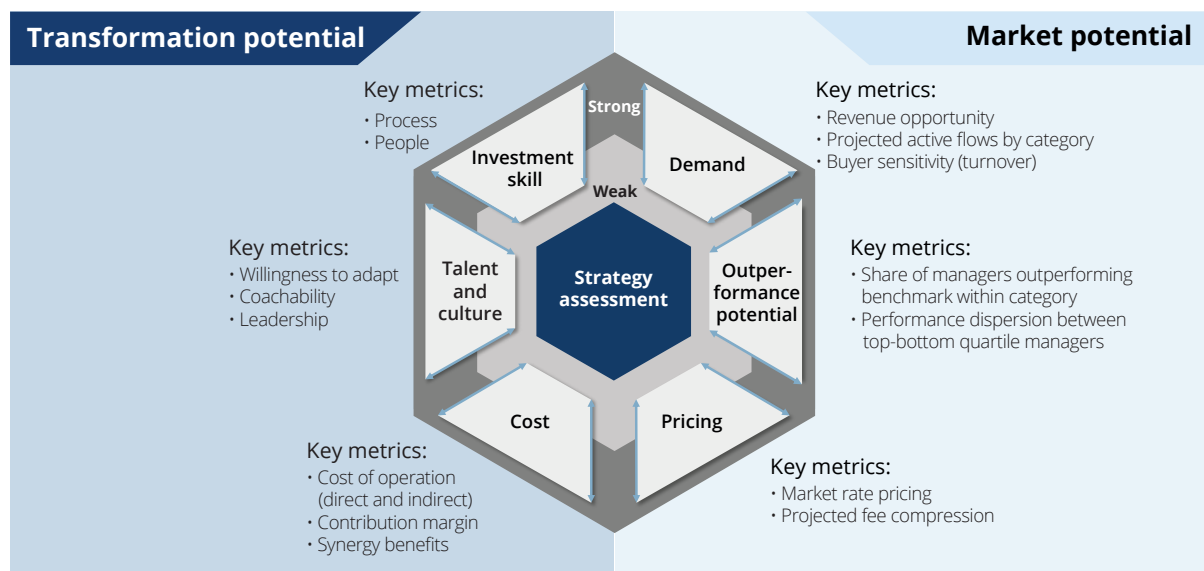 Transformation potential
Market potential
Key metrics:
• Process
• People
Strong
Weak
Investment
skill
Demand
Key metrics:
• Revenue opportunity
• Projected active flows by category
• Buyer sensitivity (turnover)
Key metrics:
• Willingness to adapt
• Coachability
• Leadership
Talent
and
culture
Strategy
assessment
Outper-
formance
potential
Key metrics:
• Share of managers outperforming
benchmark within category
• Performance dispersion between
top-bottom quartile managers
Cost
Pricing
Key metrics:
• Cost of operation
(direct and indirect)
• Contribution margin
• Synergy benefits
Key metrics:
• Market rate pricing
• Projected fee compression